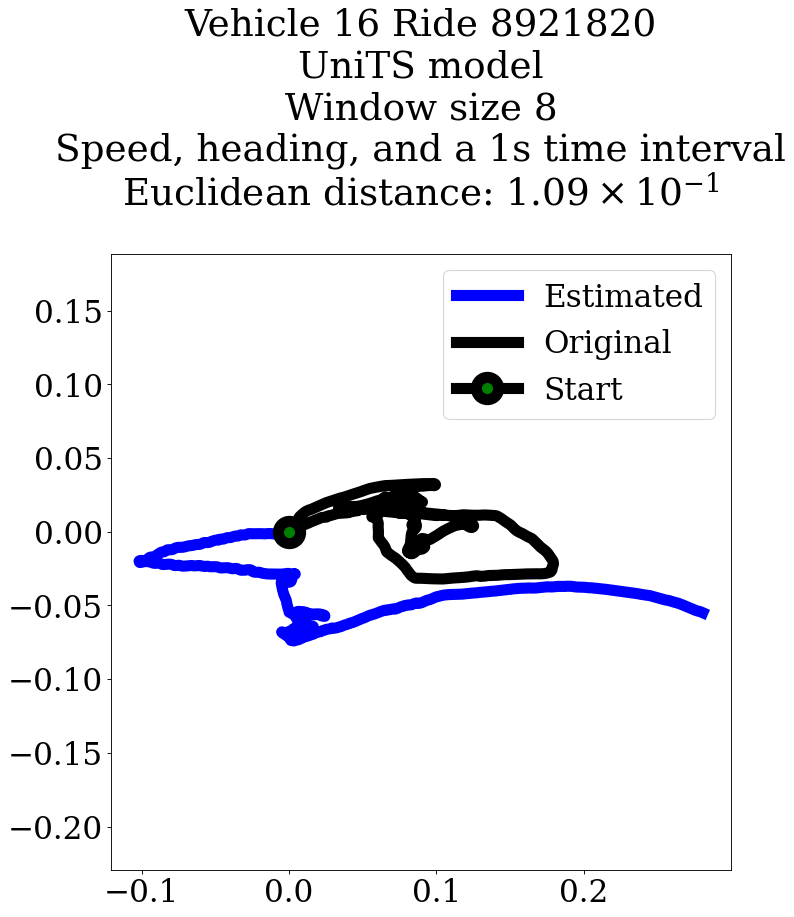 Vehicle 16 Ride 8921820
UniTS model
Window size 8
Speed, heading, and a 1s time interval
Euclidean distance: 1.09 × 10⁻¹
Estimated
Original
Start
0.15
0.10
0.05
0.00
−0.05
−0.10
−0.15
−0.20
−0.1 0.0 0.1 0.2